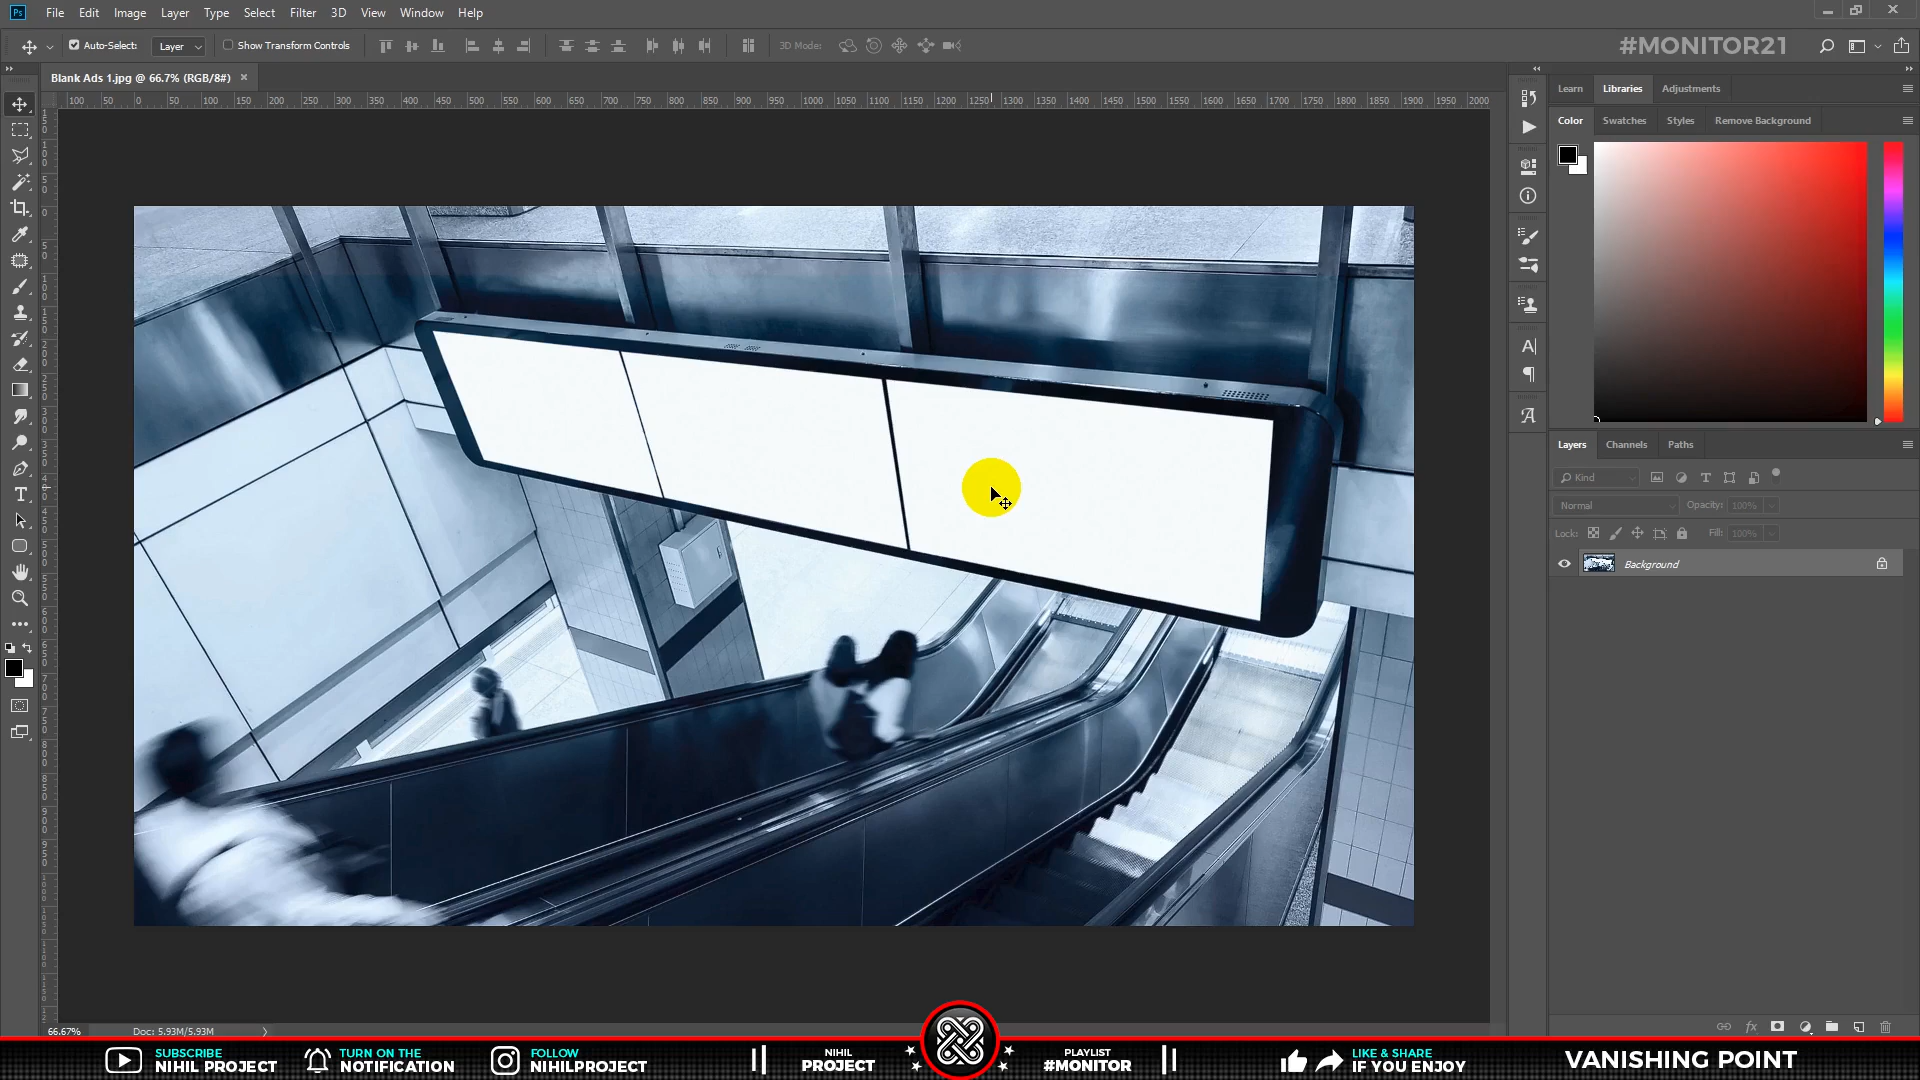 Ps File Edit Image Layer Type Select Filter 3D View Window Help
Auto-Select: Layer Show Transform Controls 3D Mode: #MONITOR21
Blank Ads 1.jpg @ 66.7% (RGB/8#) ×
100 50 0 50 100 150 200 250 300 350 400 450 500 550 600 650 700 750 800 850 900 950 1000 1050 1100 1150 1200 1250 1300 1350 1400 1450 1500 1550 1600 1650 1700 1750 1800 1850 1900 1950 2000
Learn Libraries Adjustments
Color Swatches Styles Remove Background
Layers Channels Paths
Kind
Normal Opacity: 100%
Lock: Fill: 100%
Background
fx
66.67% Doc: 5.93M/5.93M
SUBSCRIBE
NIHIL PROJECT
TURN ON THE
NOTIFICATION
FOLLOW
NIHILPROJECT
NIHIL
PROJECT
PLAYLIST
#MONITOR
LIKE & SHARE
IF YOU ENJOY
VANISHING POINT